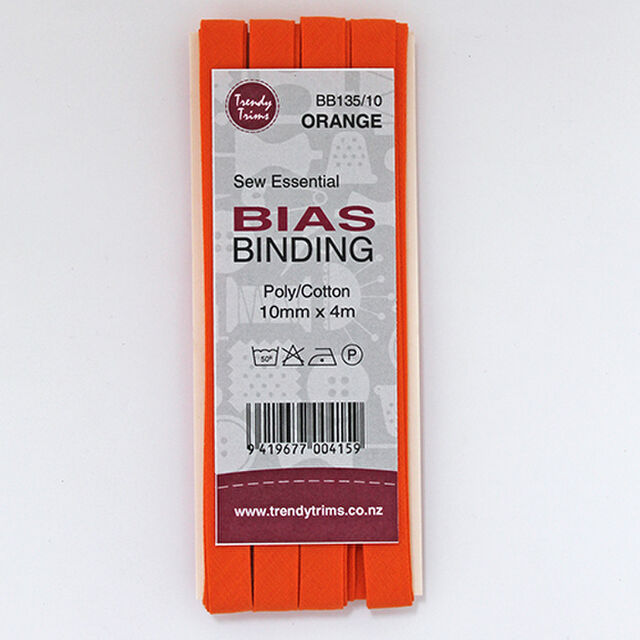 Trendy
Trims
BB135/10
ORANGE
Sew Essential
BIAS
BINDING
Poly/Cotton
10mm x 4m
50°
P
9 419677 004159
www.trendytrims.co.nz